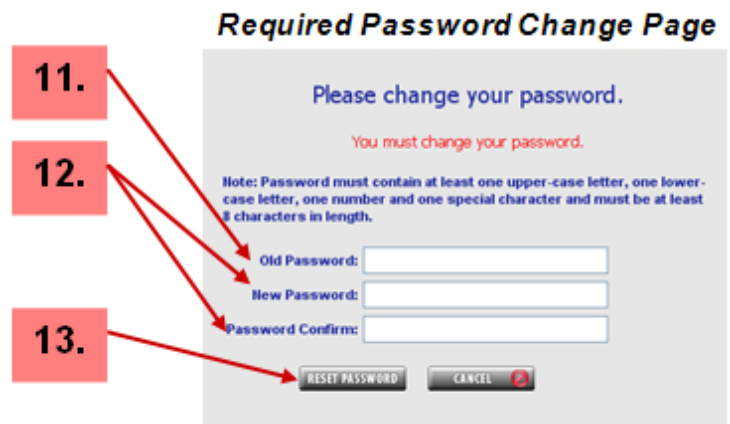 Required Password Change Page
11.
Please change your password.
You must change your password.
12.
Note: Password must contain at least one upper-case letter, one lower-
case letter, one number and one special character and must be at least
8 characters in length.
Old Password:
New Password:
Password Confirm:
13.
RESET PASSWORD CANCEL